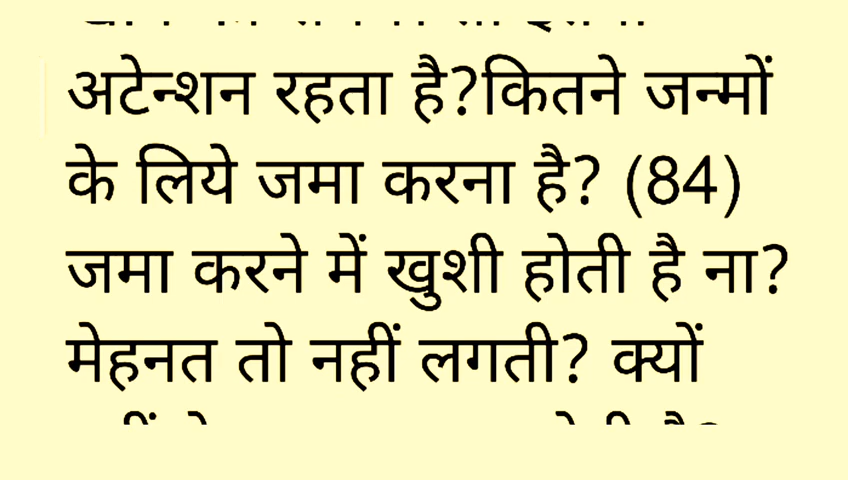 अटेन्शन रहता है?कितने जन्मों
के लिये जमा करना है? (84)
जमा करने में खुशी होती है ना?
मेहनत तो नहीं लगती? क्यों